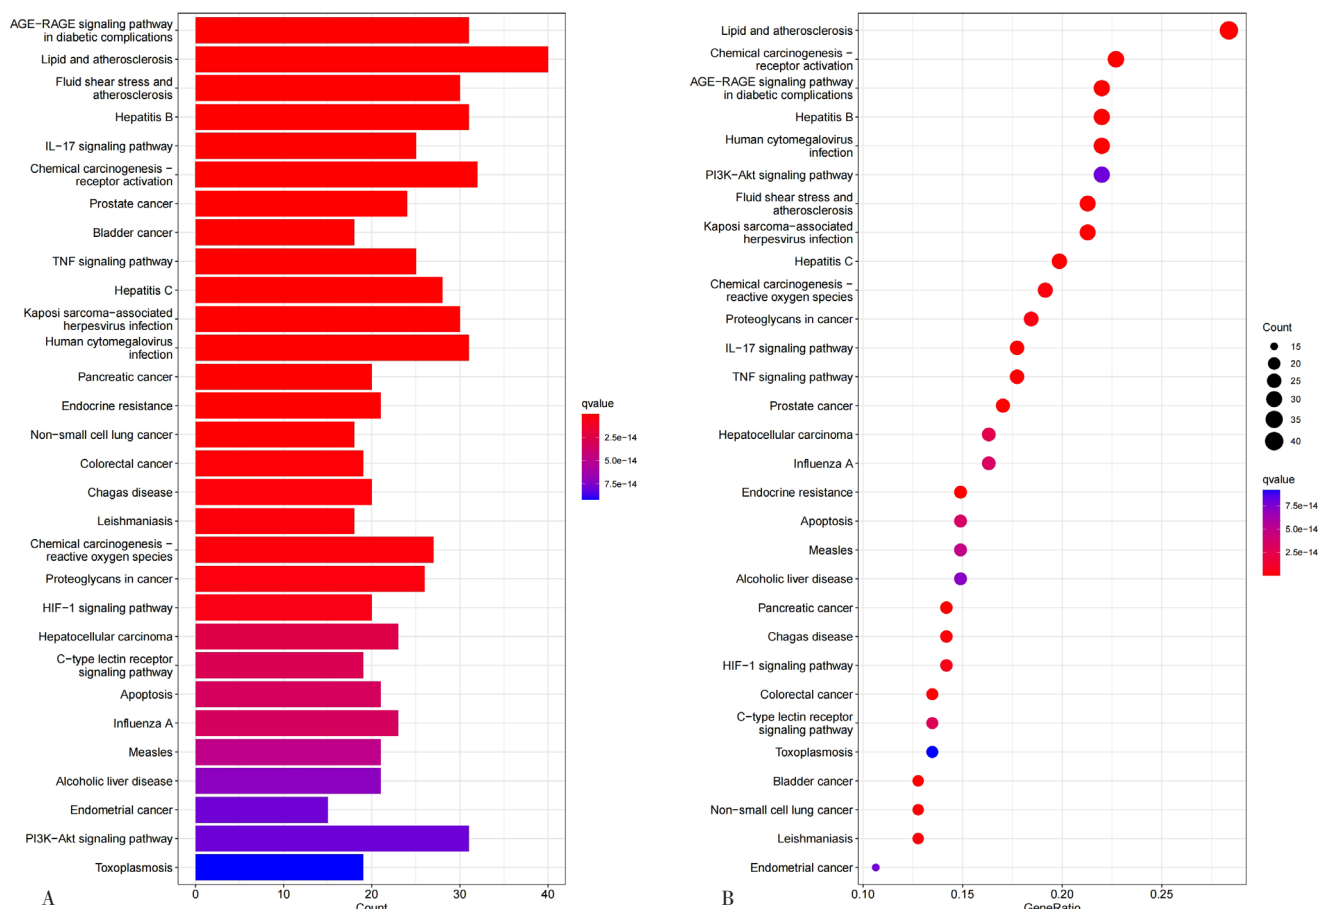 AGE−RAGE signaling pathway
in diabetic complications
Lipid and atherosclerosis
Fluid shear stress and
atherosclerosis
Hepatitis B
IL−17 signaling pathway
Chemical carcinogenesis −
receptor activation
Prostate cancer
Bladder cancer
TNF signaling pathway
Hepatitis C
Kaposi sarcoma−associated
herpesvirus infection
Human cytomegalovirus
infection
Pancreatic cancer
Endocrine resistance
Non−small cell lung cancer
Colorectal cancer
Chagas disease
Leishmaniasis
Chemical carcinogenesis −
reactive oxygen species
Proteoglycans in cancer
HIF−1 signaling pathway
Hepatocellular carcinoma
C−type lectin receptor
signaling pathway
Apoptosis
Influenza A
Measles
Alcoholic liver disease
Endometrial cancer
PI3K−Akt signaling pathway
Toxoplasmosis
0 10 20 30 40
Count
A
qvalue
2.5e−14
5.0e−14
7.5e−14
Lipid and atherosclerosis
Chemical carcinogenesis −
receptor activation
AGE−RAGE signaling pathway
in diabetic complications
Hepatitis B
Human cytomegalovirus
infection
PI3K−Akt signaling pathway
Fluid shear stress and
atherosclerosis
Kaposi sarcoma−associated
herpesvirus infection
Hepatitis C
Chemical carcinogenesis −
reactive oxygen species
Proteoglycans in cancer
IL−17 signaling pathway
TNF signaling pathway
Prostate cancer
Hepatocellular carcinoma
Influenza A
Endocrine resistance
Apoptosis
Measles
Alcoholic liver disease
Pancreatic cancer
Chagas disease
HIF−1 signaling pathway
Colorectal cancer
C−type lectin receptor
signaling pathway
Toxoplasmosis
Bladder cancer
Non−small cell lung cancer
Leishmaniasis
Endometrial cancer
0.10 0.15 0.20 0.25
GeneRatio
B
Count
15
20
25
30
35
40
qvalue
7.5e−14
5.0e−14
2.5e−14